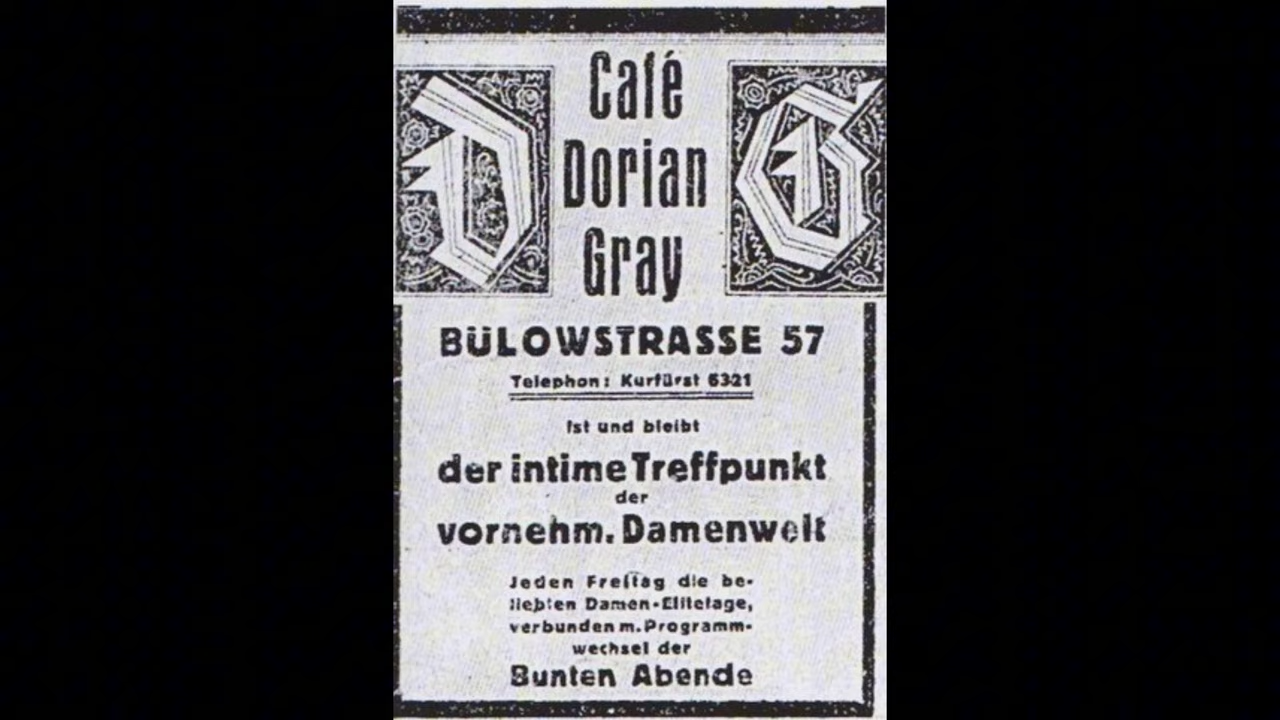 D
Café
Dorian
Gray
G
BÜLOWSTRASSE 57
Telephon: Kurfürst 6321
ist und bleibt
der intime Treffpunkt
der
vornehm. Damenwelt
Jeden Freitag die be-
liebten Damen-Elitetage,
verbunden m. Programm-
wechsel der
Bunten Abende